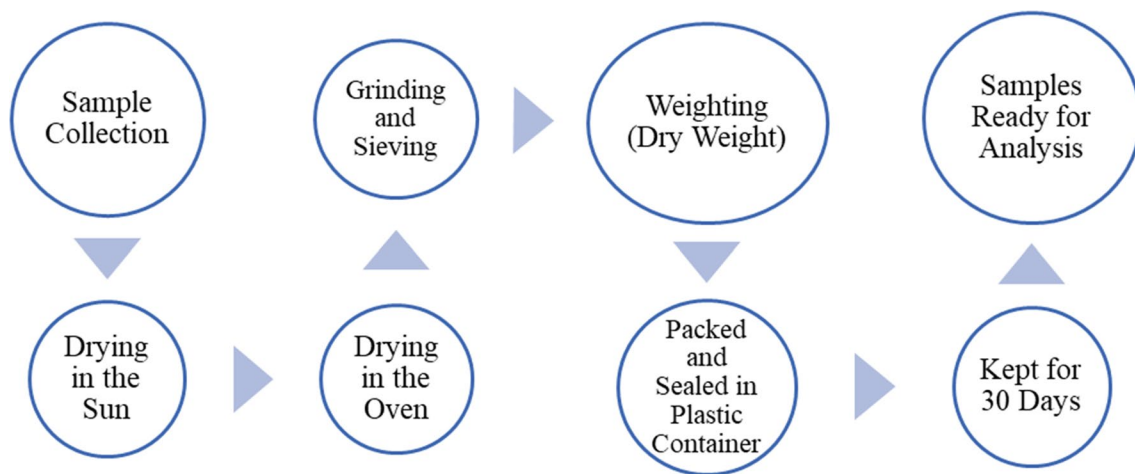 Sample
Collection
Drying
in the
Sun
Drying
in the
Oven
Grinding
and
Sieving
Weighting
(Dry Weight)
Packed
and
Sealed in
Plastic
Container
Kept for
30 Days
Samples
Ready for
Analysis